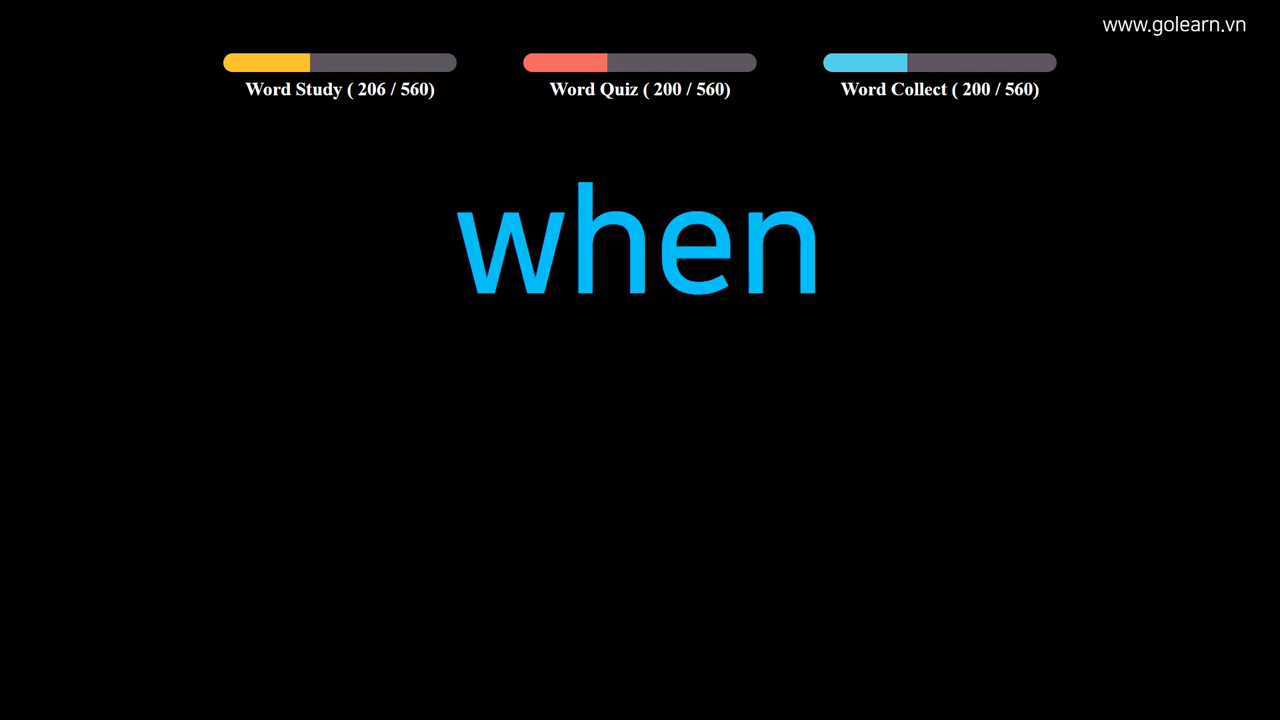 www.golearn.vn
Word Study ( 206 / 560)
Word Quiz ( 200 / 560)
Word Collect ( 200 / 560)
when